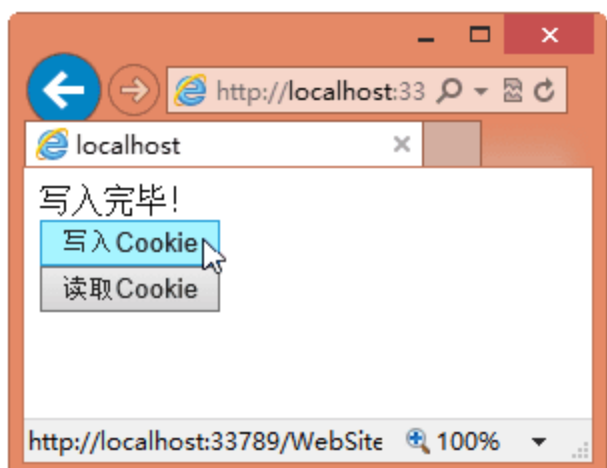 http://localhost:33
localhost
写入完毕!
写入Cookie
读取Cookie
http://localhost:33789/WebSite 100%